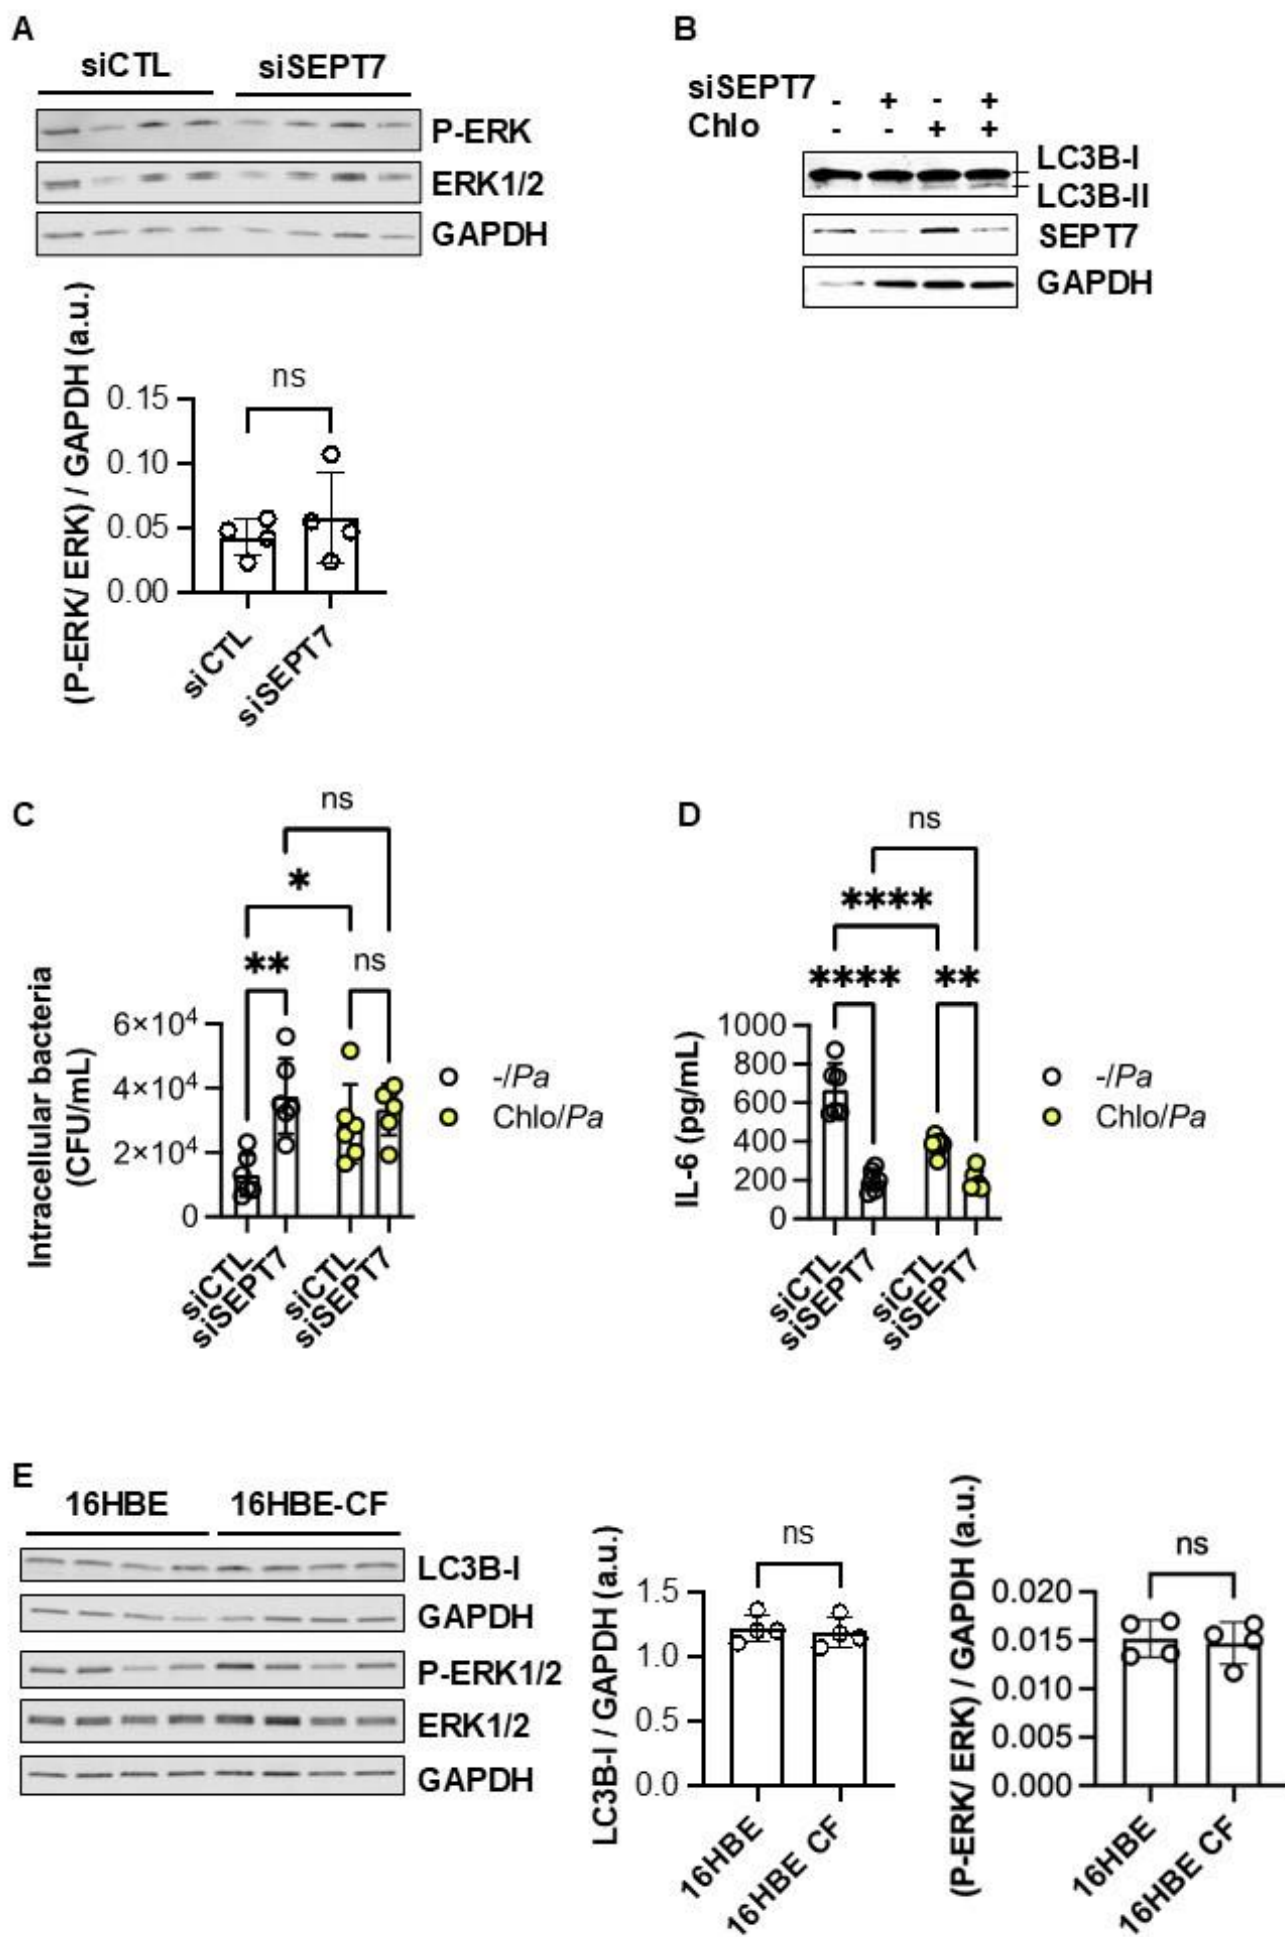 A
siCTL siSEPT7
P-ERK
ERK1/2
GAPDH
(P-ERK/ ERK) / GAPDH (a.u.)
ns
0.15
0.10
0.05
0.00
siCTL
siSEPT7
B
siSEPT7 - + - +
Chlo - - + +
LC3B-I
LC3B-II
SEPT7
GAPDH
C
ns
*
** ns
Intracellular bacteria
(CFU/mL)
6×10⁴
4×10⁴
2×10⁴
0
-/Pa
Chlo/Pa
siCTL
siSEPT7
siCTL
siSEPT7
D
ns
****
**** **
IL-6 (pg/mL)
1000
800
600
400
200
0
-/Pa
Chlo/Pa
siCTL
siSEPT7
siCTL
siSEPT7
E
16HBE 16HBE-CF
LC3B-I
GAPDH
P-ERK1/2
ERK1/2
GAPDH
LC3B-I / GAPDH (a.u.)
ns
1.5
1.0
0.5
0.0
16HBE
16HBE CF
(P-ERK/ ERK) / GAPDH (a.u.)
ns
0.020
0.015
0.010
0.005
0.000
16HBE
16HBE CF